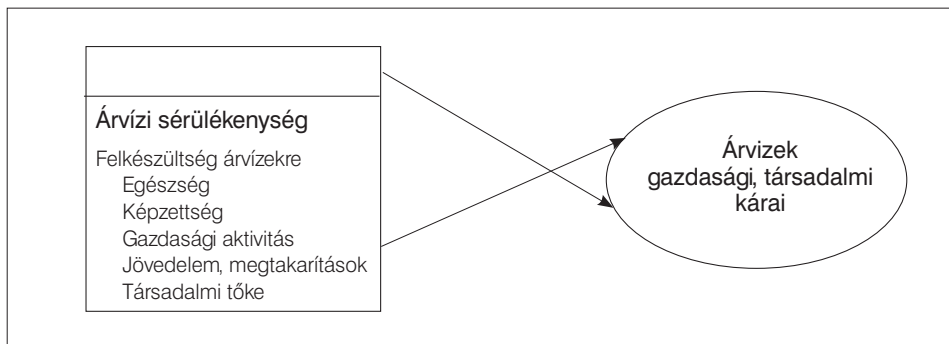 Árvízi sérülékenység
Felkészültség árvízekre
Egészség
Képzettség
Gazdasági aktivitás
Jövedelem, megtakarítások
Társadalmi tőke
Árvizek
gazdasági, társadalmi
kárai